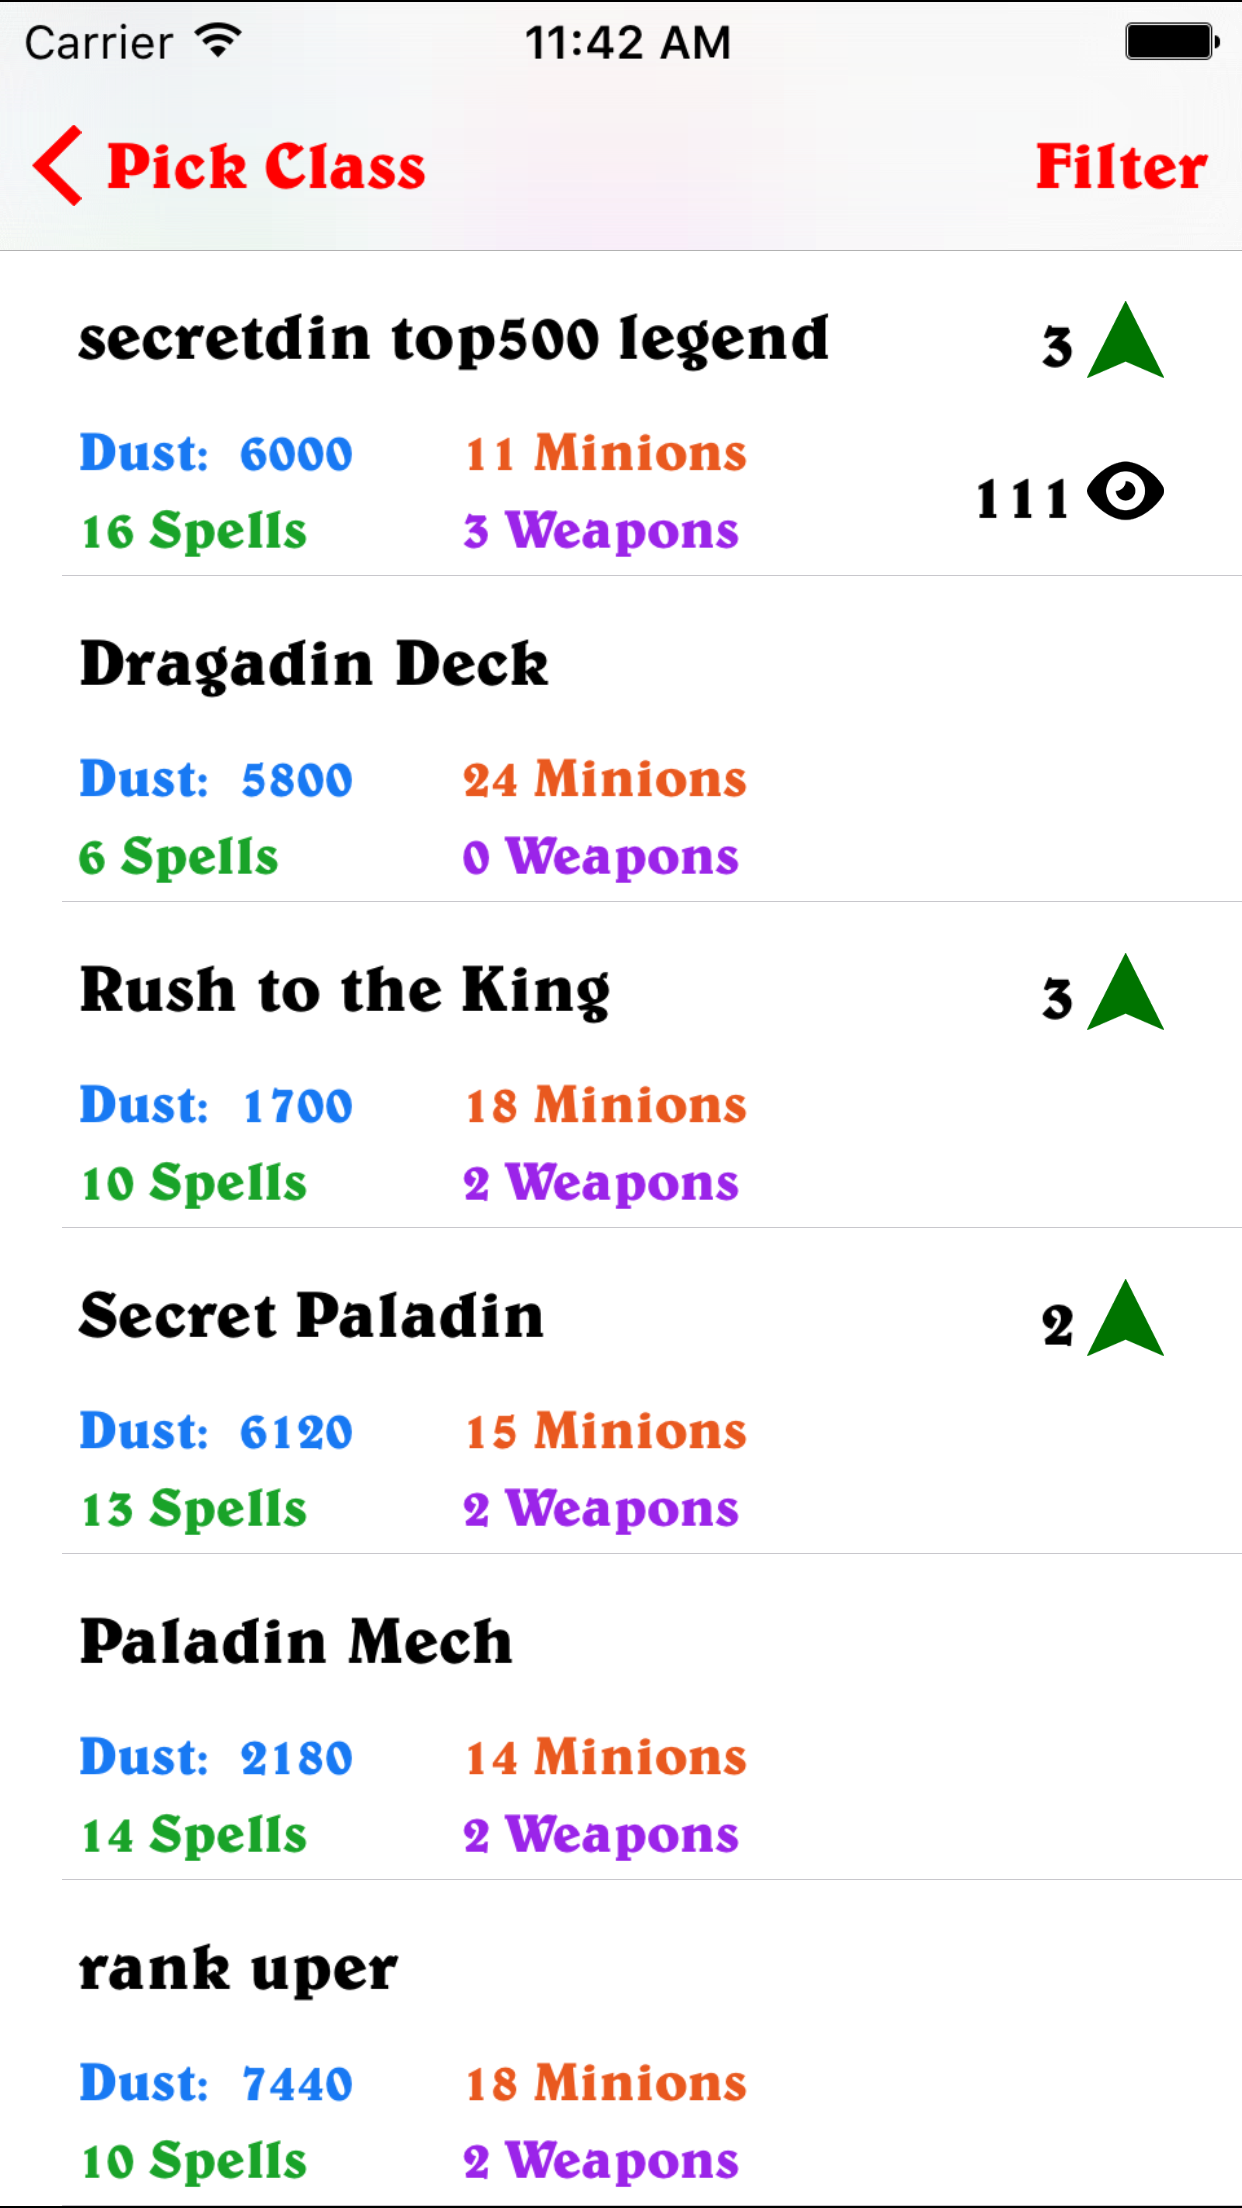 Carrier 11:42 AM
Pick Class Filter
secretdin top500 legend 3
Dust: 6000 11 Minions
111
16 Spells 3 Weapons
Dragadin Deck
Dust: 5800 24 Minions
6 Spells 0 Weapons
Rush to the King 3
Dust: 1700 18 Minions
10 Spells 2 Weapons
Secret Paladin 2
Dust: 6120 15 Minions
13 Spells 2 Weapons
Paladin Mech
Dust: 2180 14 Minions
14 Spells 2 Weapons
rank uper
Dust: 7440 18 Minions
10 Spells 2 Weapons